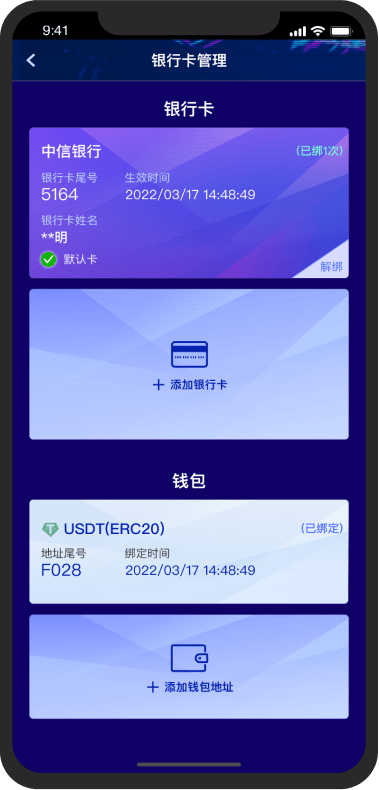 9:41
银行卡管理
银行卡
中信银行 (已绑1次)
银行卡尾号 生效时间
5164 2022/03/17 14:48:49
银行卡姓名
**明
默认卡
解绑
添加银行卡
钱包
USDT(ERC20) (已绑定)
地址尾号 绑定时间
F028 2022/03/17 14:48:49
添加钱包地址